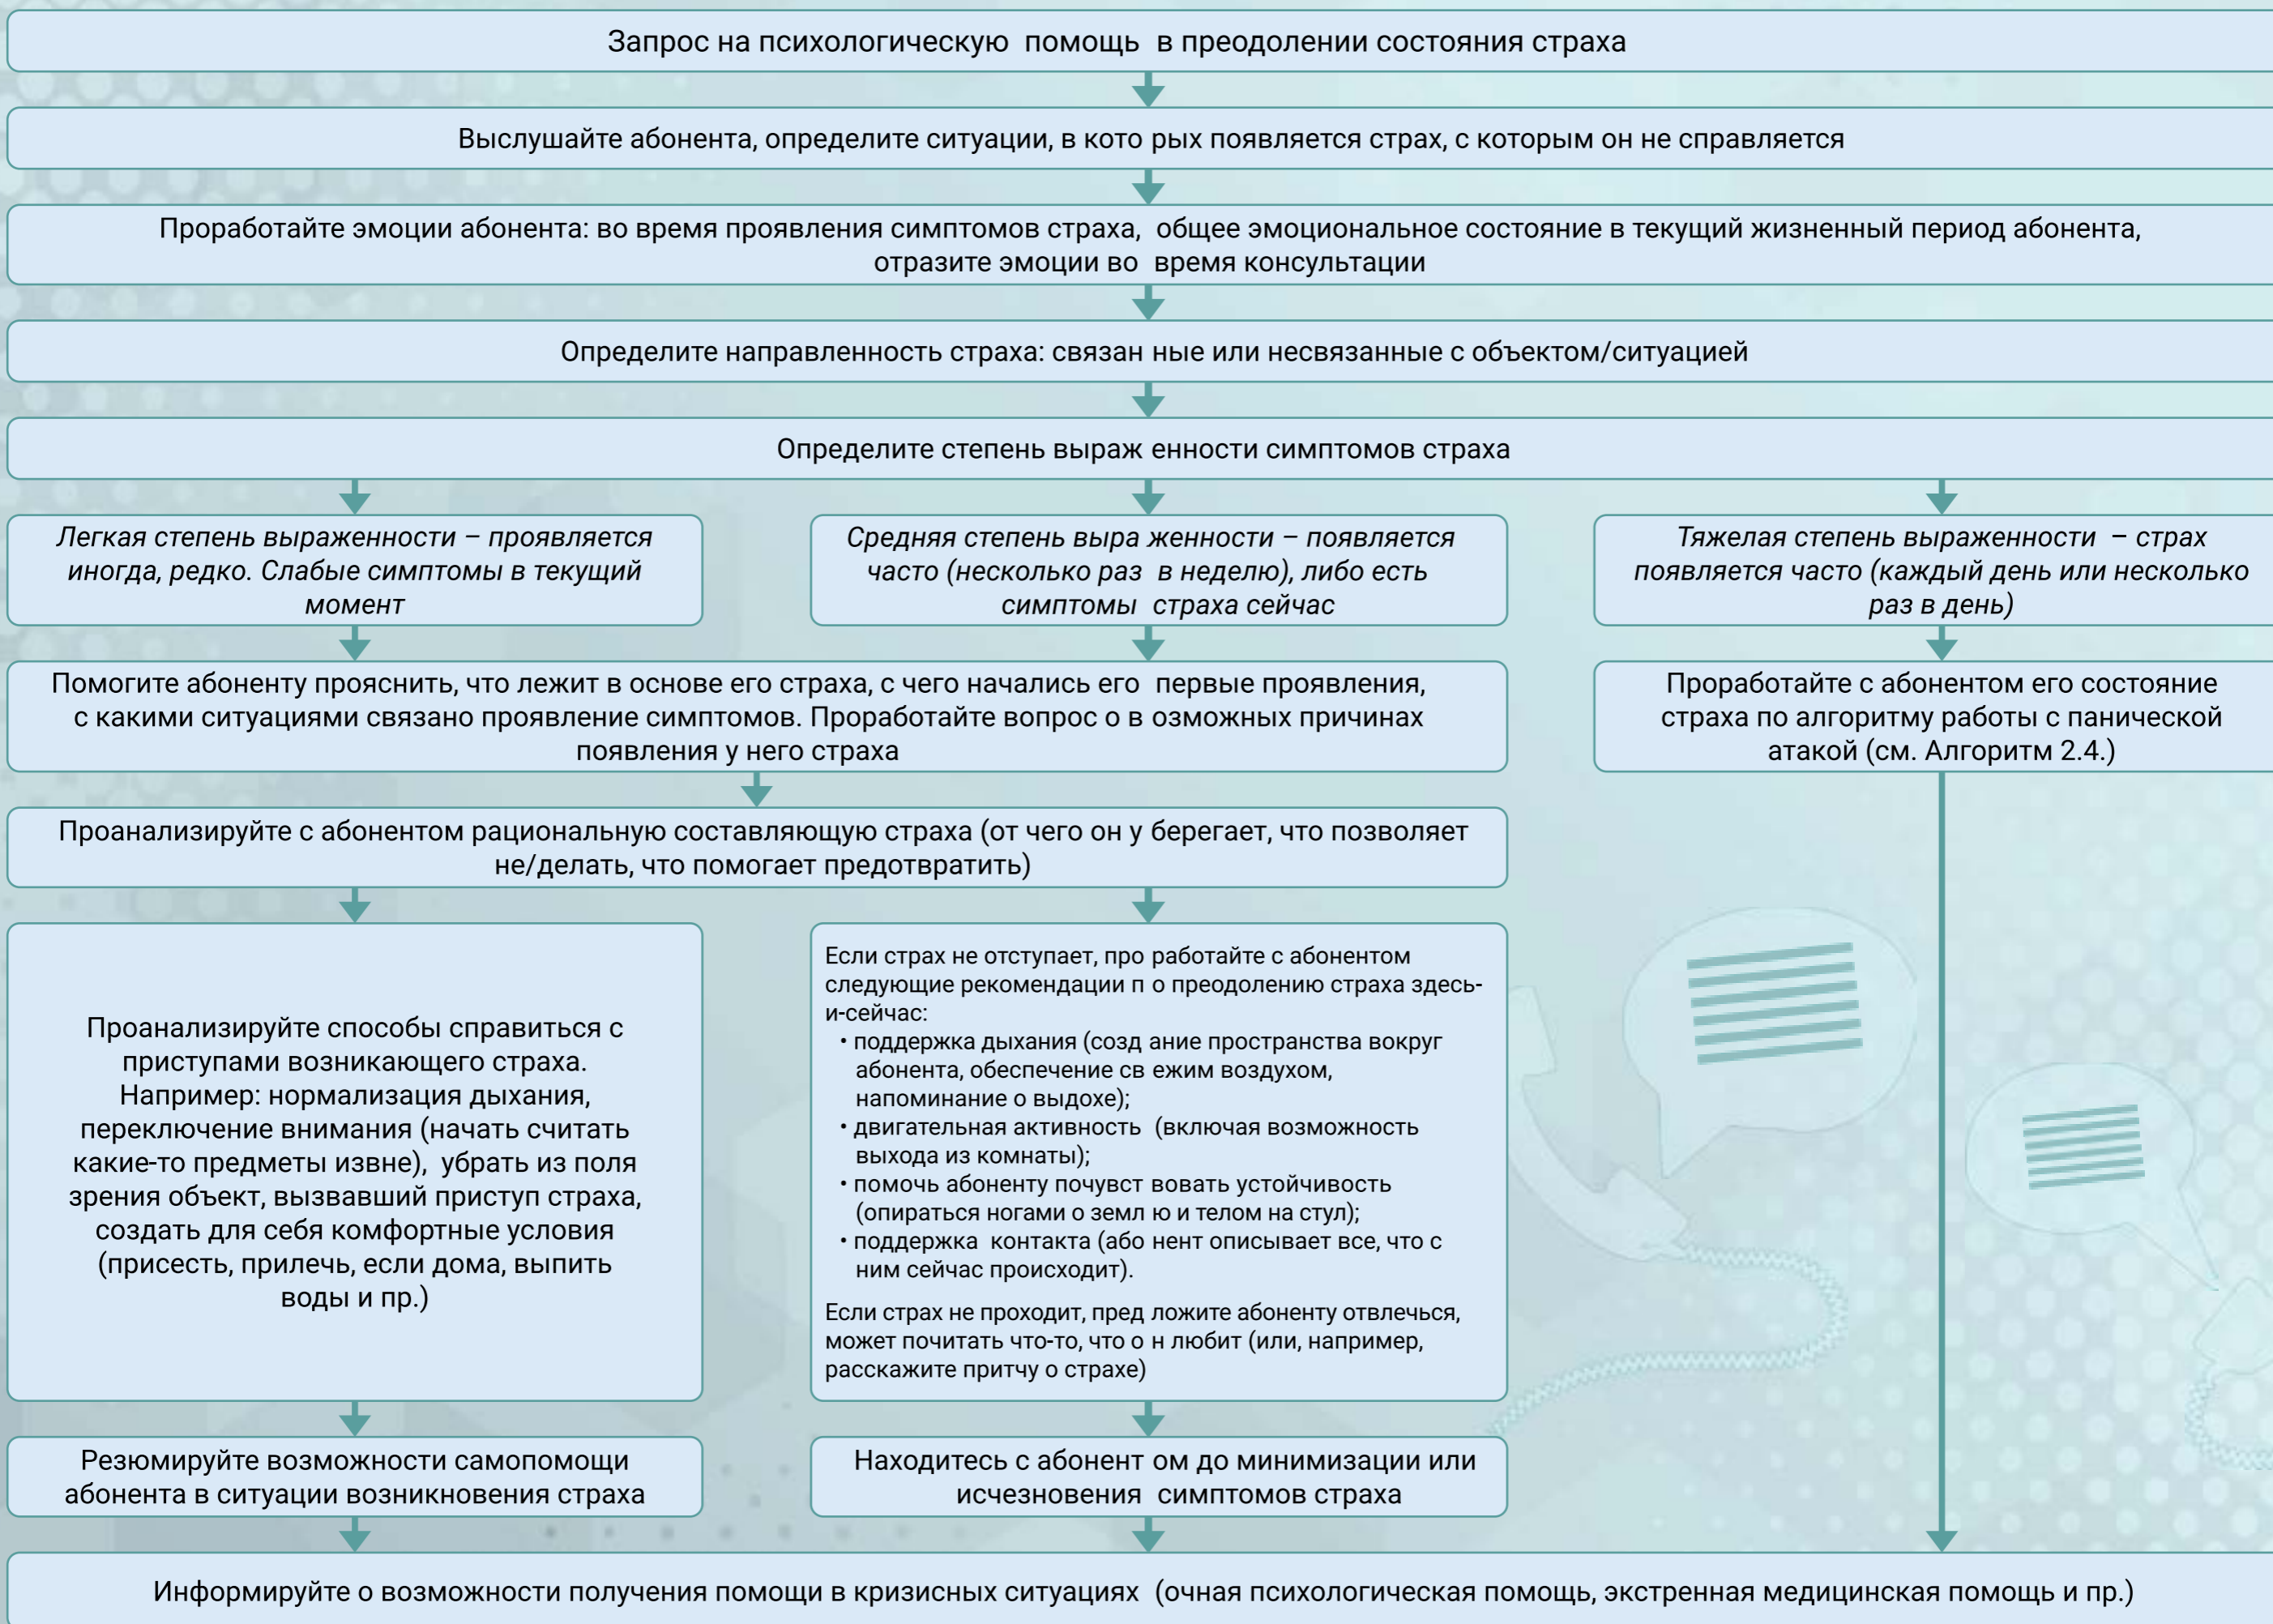 Запрос на психологическую помощь в преодолении состояния страха
Выслушайте абонента, определите ситуации, в кото рых появляется страх, с которым он не справляется
Проработайте эмоции абонента: во время проявления симптомов страха, общее эмоциональное состояние в текущий жизненный период абонента,
отразите эмоции во время консультации
Определите направленность страха: связан ные или несвязанные с объектом/ситуацией
Определите степень выраж енности симптомов страха
Легкая степень выраженности – проявляется
иногда, редко. Слабые симптомы в текущий
момент
Средняя степень выра женности – появляется
часто (несколько раз в неделю), либо есть
симптомы страха сейчас
Тяжелая степень выраженности – страх
появляется часто (каждый день или несколько
раз в день)
Помогите абоненту прояснить, что лежит в основе его страха, с чего начались его первые проявления,
с какими ситуациями связано проявление симптомов. Проработайте вопрос о в озможных причинах
появления у него страха
Проработайте с абонентом его состояние
страха по алгоритму работы с панической
атакой (см. Алгоритм 2.4.)
Проанализируйте с абонентом рациональную составляющую страха (от чего он у берегает, что позволяет
не/делать, что помогает предотвратить)
Проанализируйте способы справиться с
приступами возникающего страха.
Например: нормализация дыхания,
переключение внимания (начать считать
какие-то предметы извне), убрать из поля
зрения объект, вызвавший приступ страха,
создать для себя комфортные условия
(присесть, прилечь, если дома, выпить
воды и пр.)
Если страх не отступает, про работайте с абонентом
следующие рекомендации п о преодолению страха здесь-
и-сейчас:
• поддержка дыхания (созд ание пространства вокруг
абонента, обеспечение св ежим воздухом,
напоминание о выдохе);
• двигательная активность (включая возможность
выхода из комнаты);
• помочь абоненту почувст вовать устойчивость
(опираться ногами о земл ю и телом на стул);
• поддержка контакта (або нент описывает все, что с
ним сейчас происходит).
Если страх не проходит, пред ложите абоненту отвлечься,
может почитать что-то, что о н любит (или, например,
расскажите притчу о страхе)
Резюмируйте возможности самопомощи
абонента в ситуации возникновения страха
Находитесь с абонент ом до минимизации или
исчезновения симптомов страха
Информируйте о возможности получения помощи в кризисных ситуациях (очная психологическая помощь, экстренная медицинская помощь и пр.)